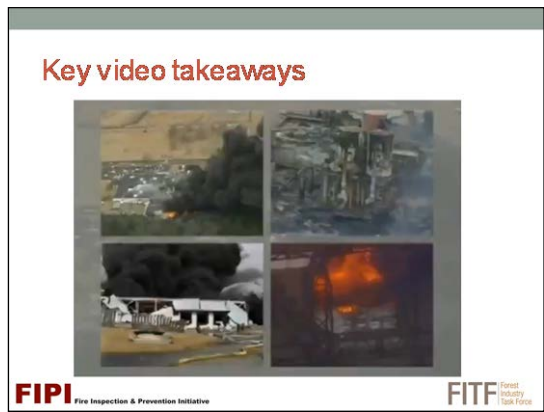 Key video takeaways
FIPI Fire Inspection & Prevention Initiative
FITF Forest
Industry
Task Force